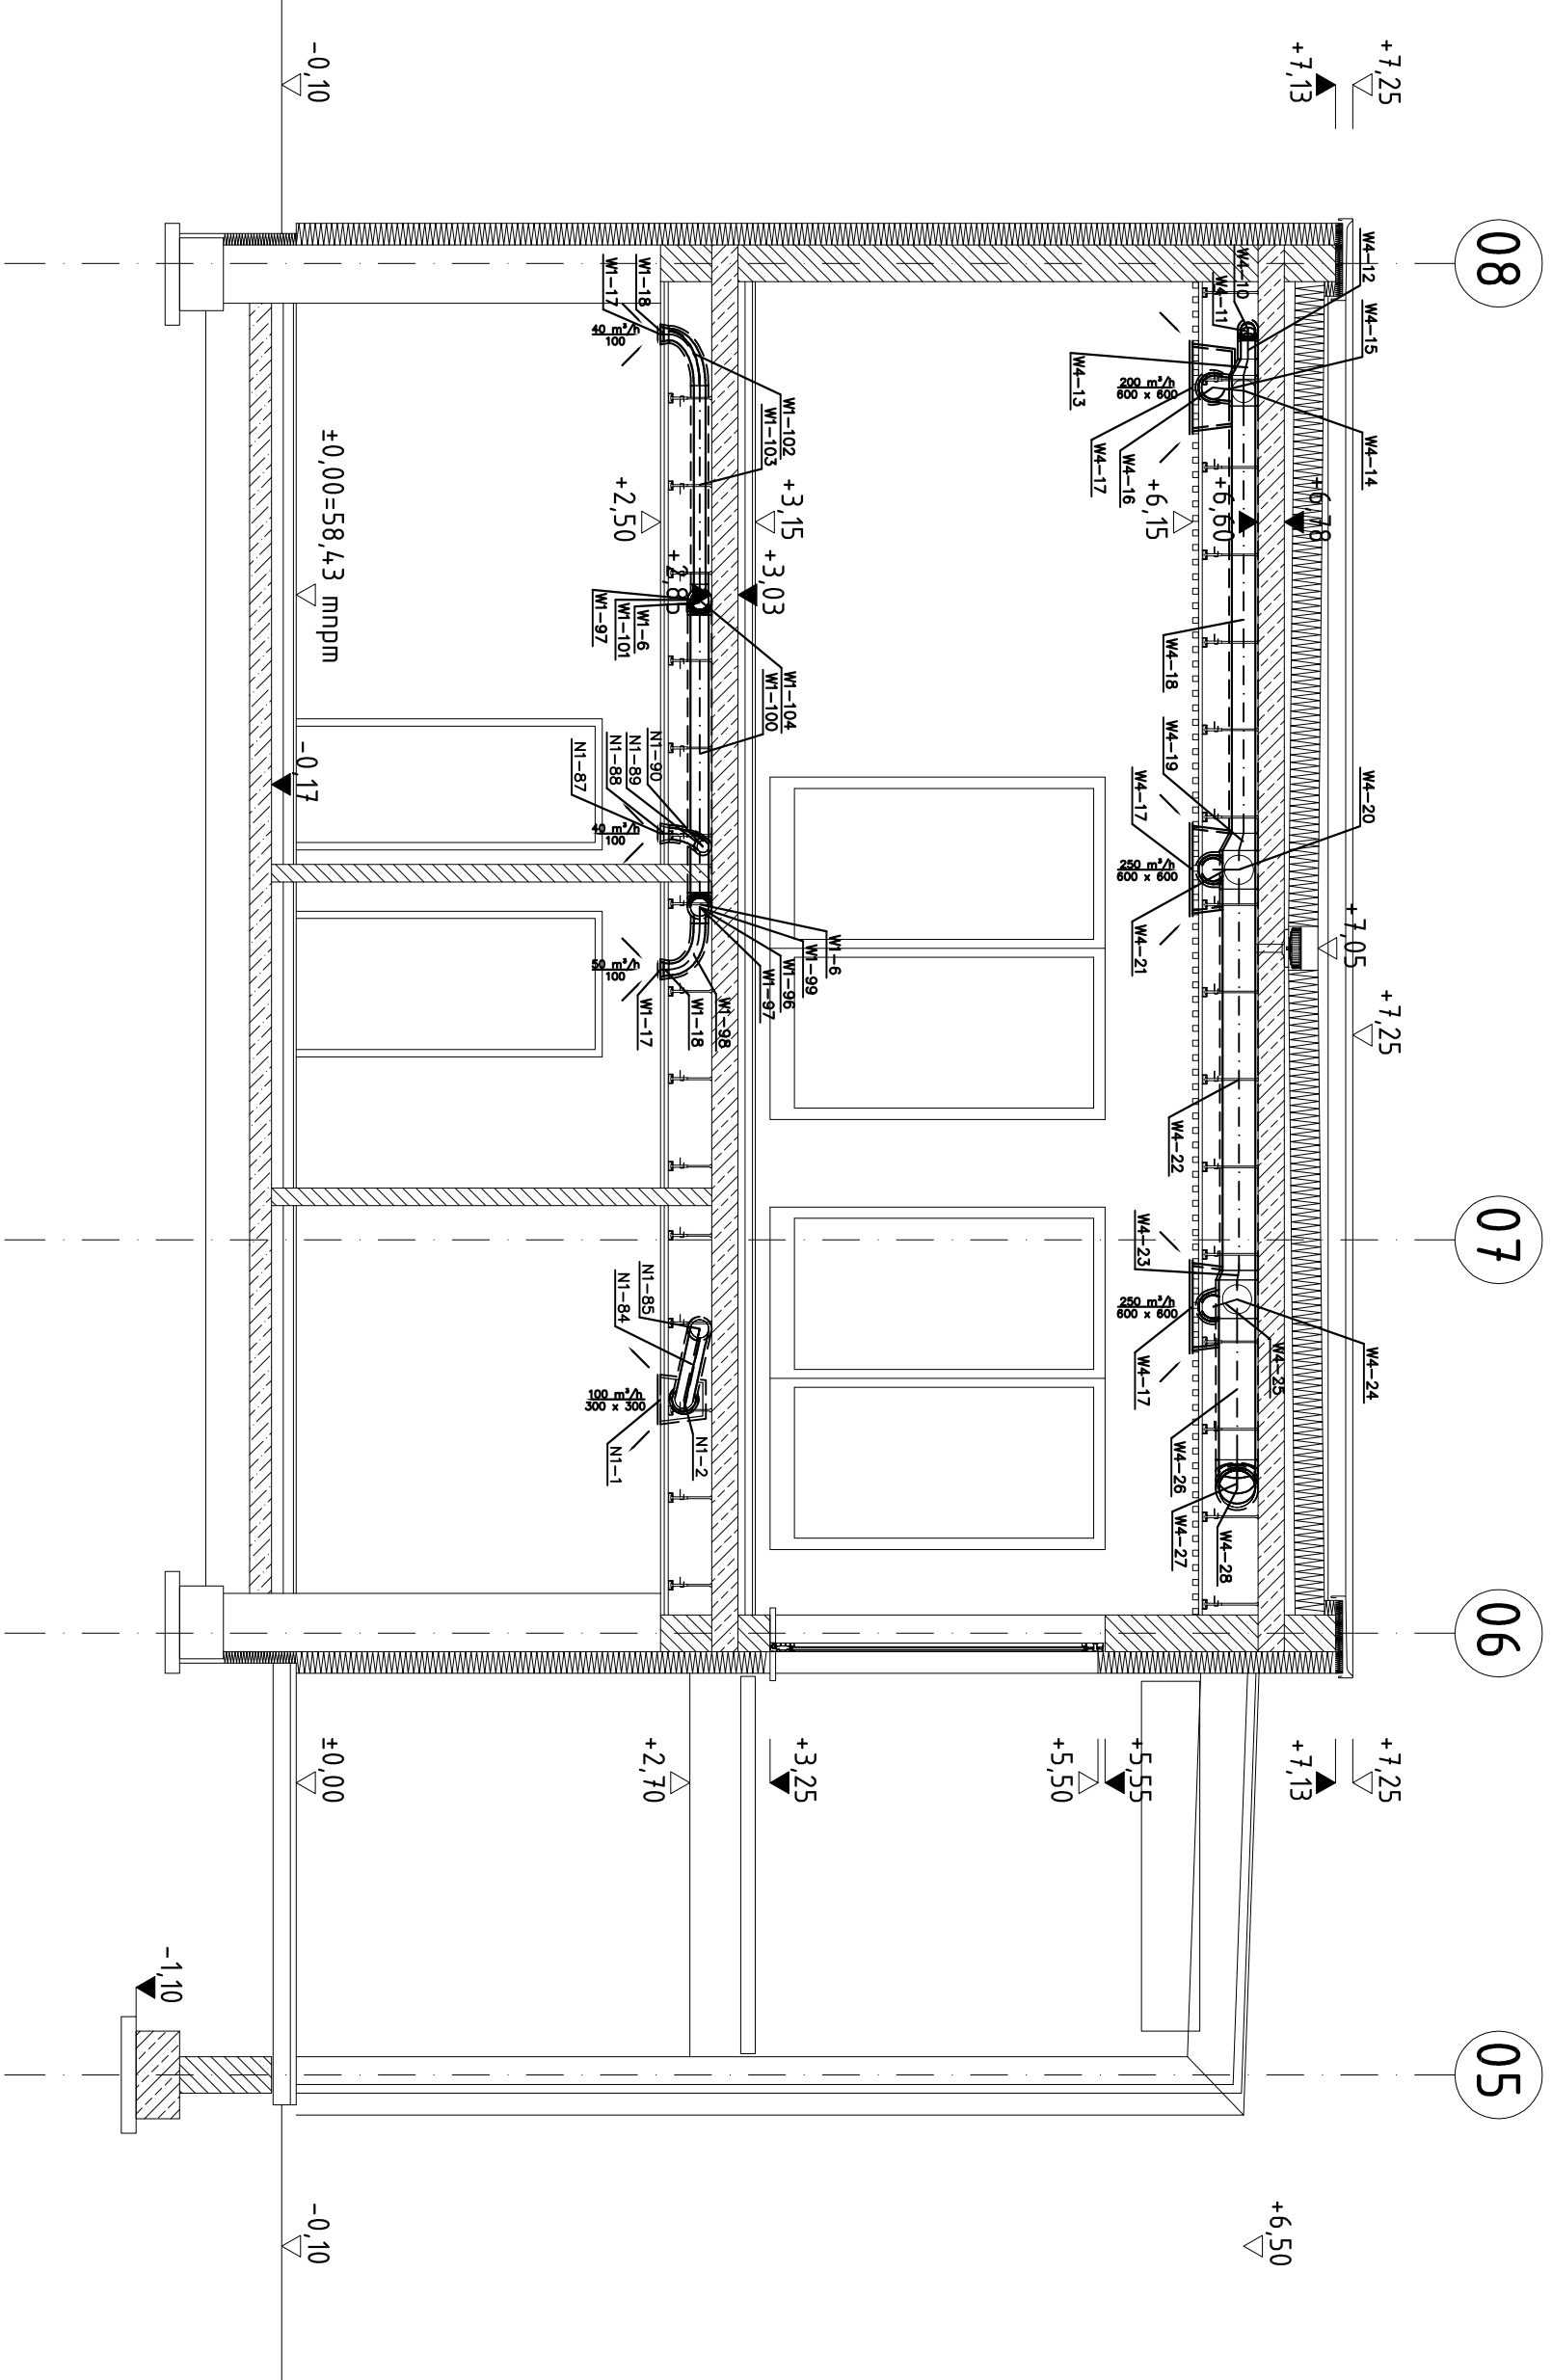 08
07
06
05
+7,25
+7,13
-0,10
W4-12
W4-15
W4-10
W4-11
W4-13
200 m³/h
600 x 600
W4-14
W4-16
W4-17
+6,78
+6,60
+6,15
W4-18
W4-19
W4-20
W4-17
250 m³/h
600 x 600
W4-21
+7,05
+7,25
W4-22
W4-23
250 m³/h
600 x 600
W4-17
W4-24
W4-25
W4-26
W4-27
W4-28
W1-18
W1-17
40 m³/h
100
W1-102
W1-103
+3,15
+3,03
+2,50
+2,85
W1-6
W1-101
W1-97
W1-104
W1-100
N1-90
N1-89
N1-88
N1-87
40 m³/h
100
W1-6
W1-99
W1-96
W1-97
50 m³/h
100
W1-98
W1-18
W1-17
N1-85
N1-84
100 m³/h
300 x 300
N1-2
N1-1
±0,00=58,43 mnpm
-0,17
+7,25
+7,13
+5,55
+5,50
+3,25
+2,70
±0,00
-1,10
+6,50
-0,10